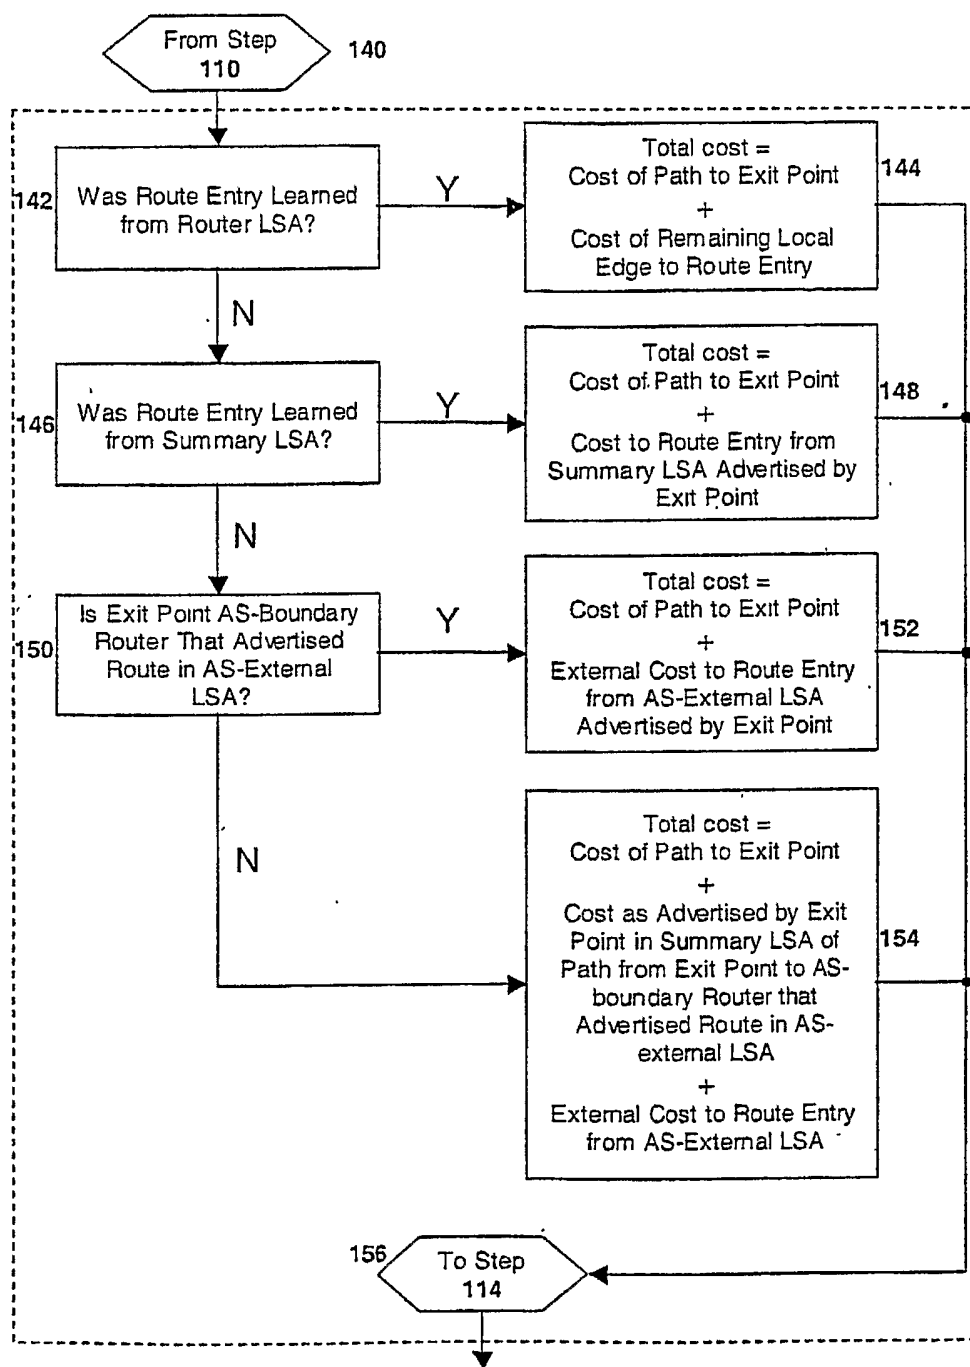 From Step
110
140
142
Was Route Entry Learned
from Router LSA?
Y
Total cost =
Cost of Path to Exit Point
+
Cost of Remaining Local
Edge to Route Entry
144
N
146
Was Route Entry Learned
from Summary LSA?
Y
Total cost =
Cost of Path to Exit Point
+
Cost to Route Entry from
Summary LSA Advertised by
Exit Point
148
N
150
Is Exit Point AS-Boundary
Router That Advertised
Route in AS-External
LSA?
Y
Total cost =
Cost of Path to Exit Point
+
External Cost to Route Entry
from AS-External LSA
Advertised by Exit Point
152
N
Total cost =
Cost of Path to Exit Point
+
Cost as Advertised by Exit
Point in Summary LSA of
Path from Exit Point to AS-
boundary Router that
Advertised Route in AS-
external LSA
+
External Cost to Route Entry
from AS-External LSA
154
156
To Step
114